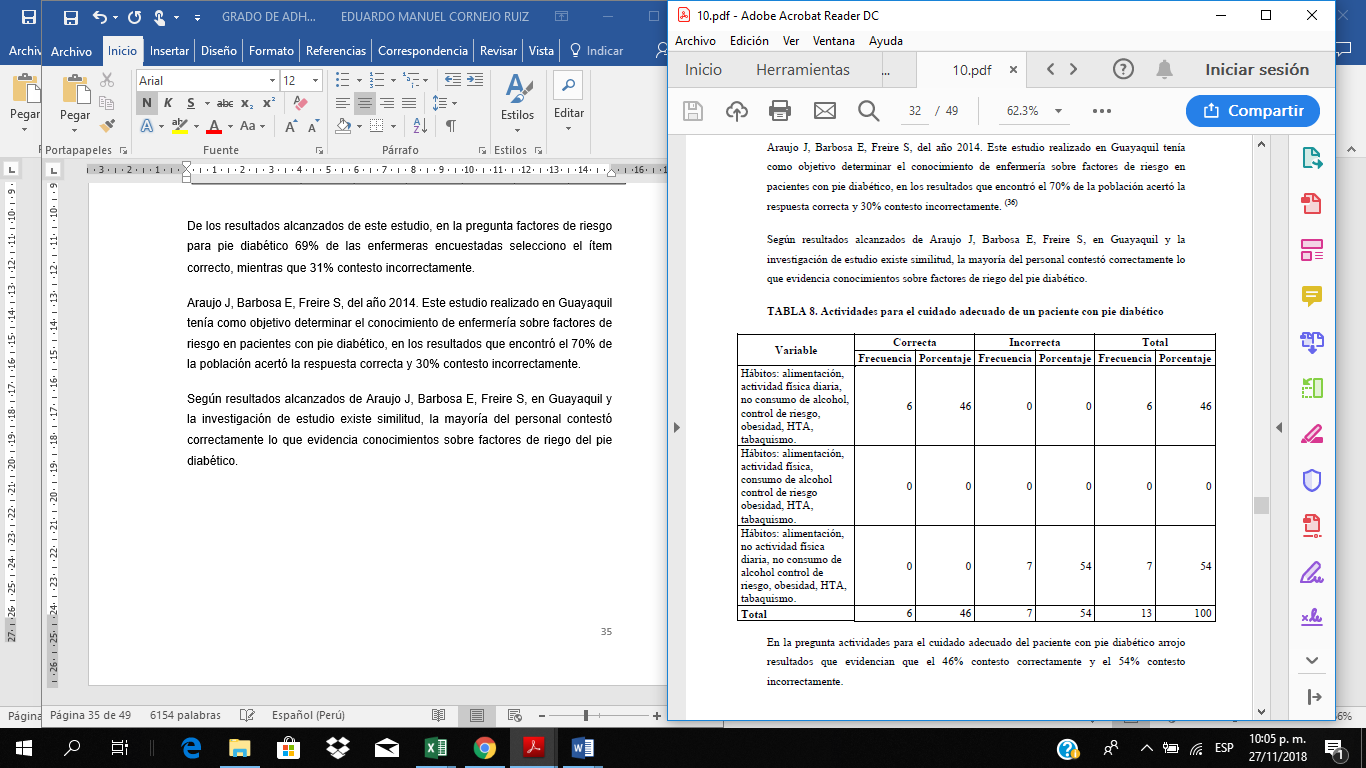 GRADO DE ADH... EDUARDO MANUEL CORNEJO RUIZ
Archiv
Archivo Inicio Insertar Diseño Formato Referencias Correspondencia Revisar Vista Indicar
Pegar
Pegar
Arial 12
N K S abc x₂ x²
Aa
Estilos
Editar
Portapapeles Fuente Párrafo Estilos
De los resultados alcanzados de este estudio, en la pregunta factores de riesgo
para pie diabético 69% de las enfermeras encuestadas selecciono el ítem
correcto, mientras que 31% contesto incorrectamente.
Araujo J, Barbosa E, Freire S, del año 2014. Este estudio realizado en Guayaquil
tenía como objetivo determinar el conocimiento de enfermería sobre factores de
riesgo en pacientes con pie diabético, en los resultados que encontró el 70% de
la población acertó la respuesta correcta y 30% contesto incorrectamente.
Según resultados alcanzados de Araujo J, Barbosa E, Freire S, en Guayaquil y
la investigación de estudio existe similitud, la mayoría del personal contestó
correctamente lo que evidencia conocimientos sobre factores de riego del pie
diabético.
35
Página
Página 35 de 49 6154 palabras Español (Perú)
10.pdf - Adobe Acrobat Reader DC
Archivo Edición Ver Ventana Ayuda
Inicio Herramientas ... 10.pdf Iniciar sesión
32 / 49 62.3% Compartir
Araujo J, Barbosa E, Freire S, del año 2014. Este estudio realizado en Guayaquil tenía
como objetivo determinar el conocimiento de enfermería sobre factores de riesgo en
pacientes con pie diabético, en los resultados que encontró el 70% de la población acertó la
respuesta correcta y 30% contesto incorrectamente. (36)
Según resultados alcanzados de Araujo J, Barbosa E, Freire S, en Guayaquil y la
investigación de estudio existe similitud, la mayoría del personal contestó correctamente lo
que evidencia conocimientos sobre factores de riego del pie diabético.
TABLA 8. Actividades para el cuidado adecuado de un paciente con pie diabético
Variable Correcta Incorrecta Total
Frecuencia Porcentaje Frecuencia Porcentaje Frecuencia Porcentaje
Hábitos: alimentación,
actividad física diaria,
no consumo de alcohol,
control de riesgo, 6 46 0 0 6 46
obesidad, HTA,
tabaquismo.
Hábitos: alimentación,
actividad física,
consumo de alcohol 0 0 0 0 0 0
control de riesgo
obesidad, HTA,
tabaquismo.
Hábitos: alimentación,
no actividad física
diaria, no consumo de 0 0 7 54 7 54
alcohol control de
riesgo, obesidad, HTA,
tabaquismo.
Total 6 46 7 54 13 100
En la pregunta actividades para el cuidado adecuado del paciente con pie diabético arrojo
resultados que evidencian que el 46% contesto correctamente y el 54% contesto
incorrectamente.
ESP 10:05 p. m.
27/11/2018